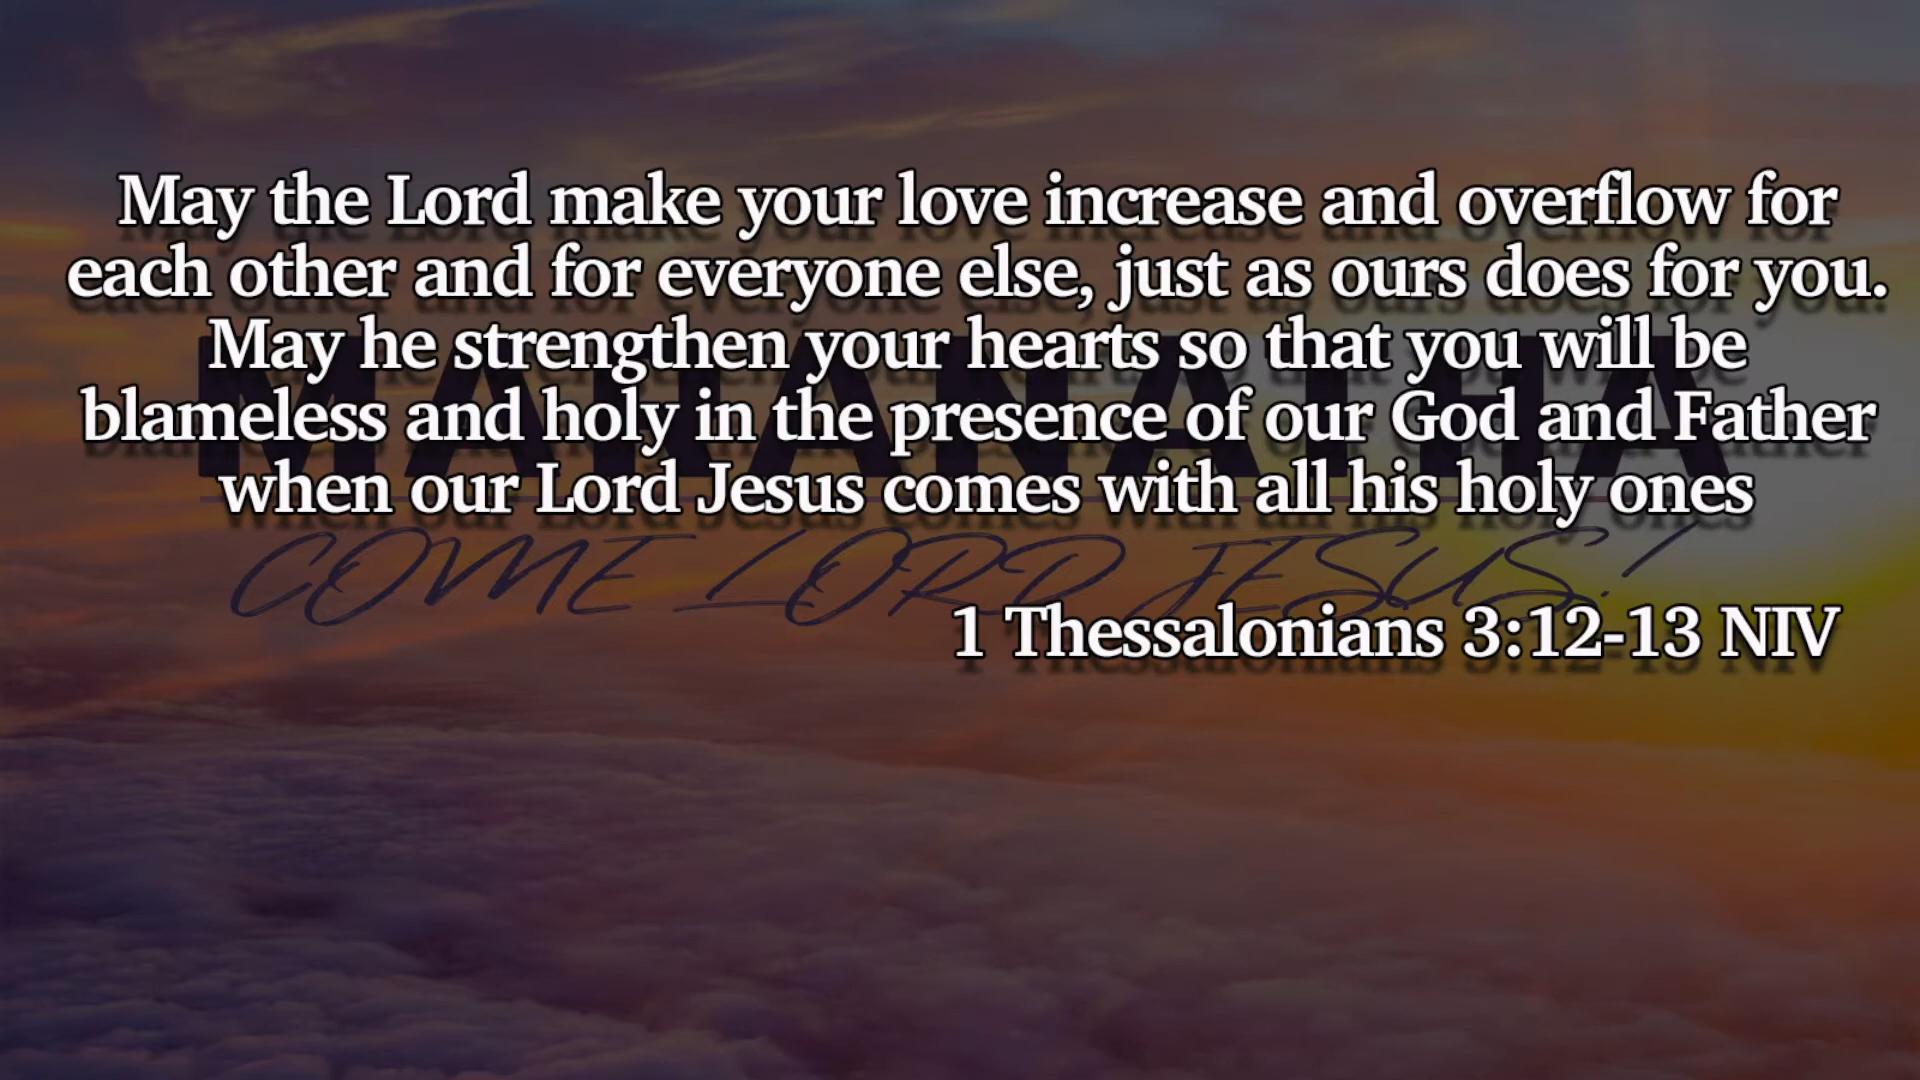 May the Lord make your love increase and overflow for
each other and for everyone else, just as ours does for you.
May he strengthen your hearts so that you will be
blameless and holy in the presence of our God and Father
when our Lord Jesus comes with all his holy ones
1 Thessalonians 3:12-13 NIV
MARANATHA
COME LORD JESUS!